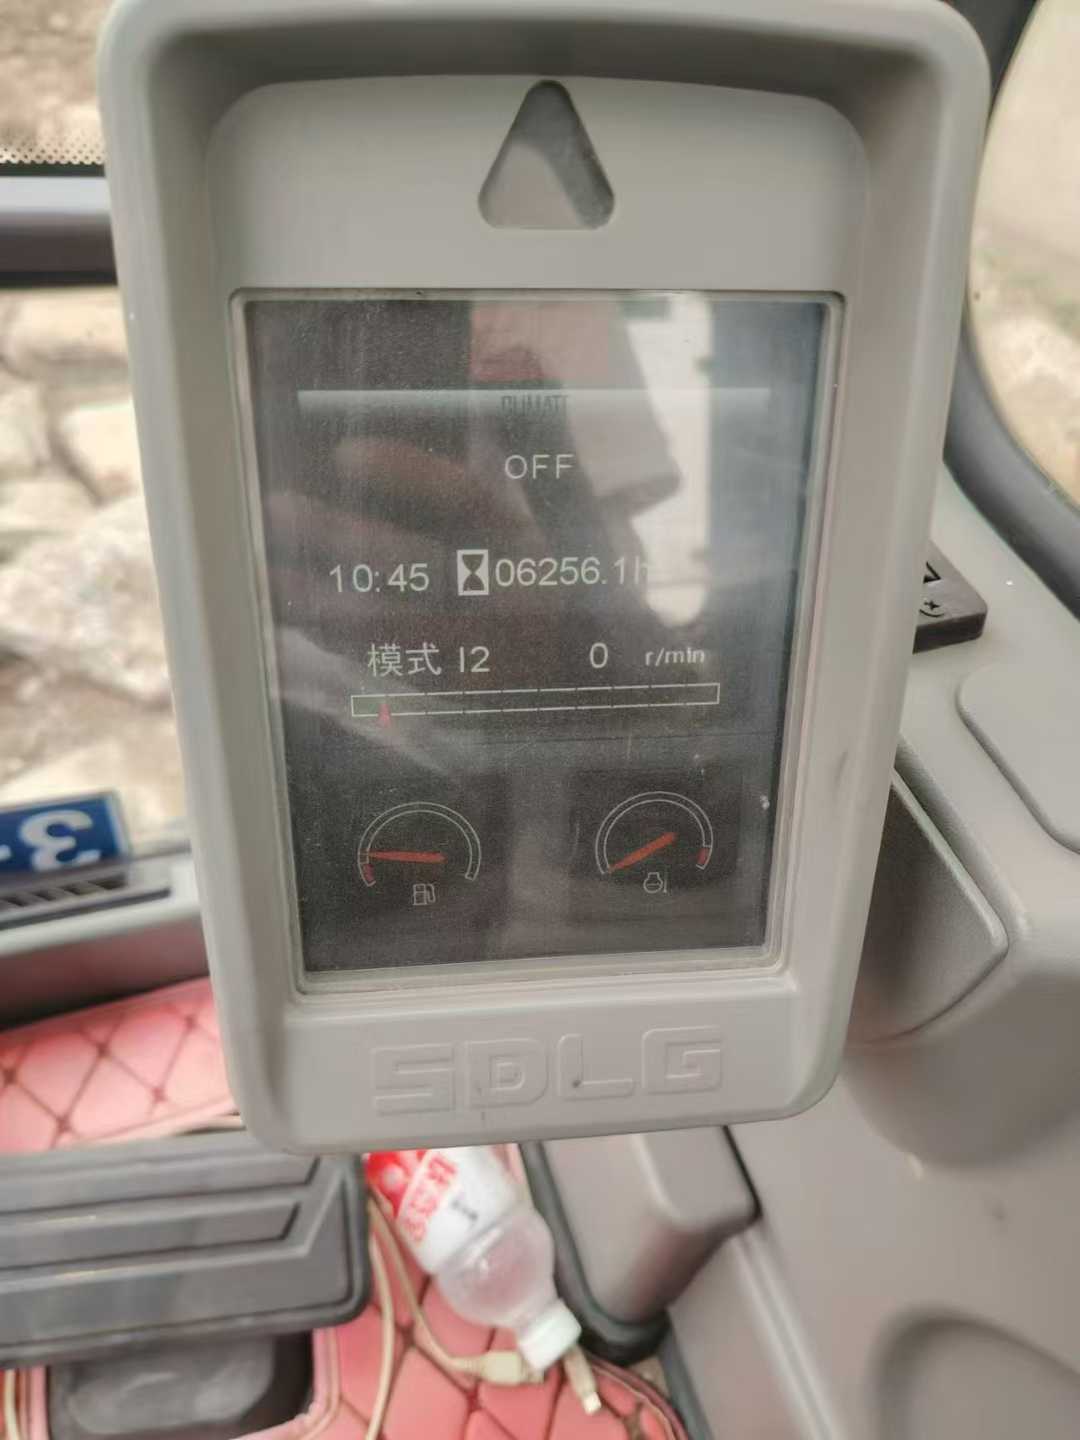 OFF
10:45 06256.1h
模式 I2 0 r/min
SDLG